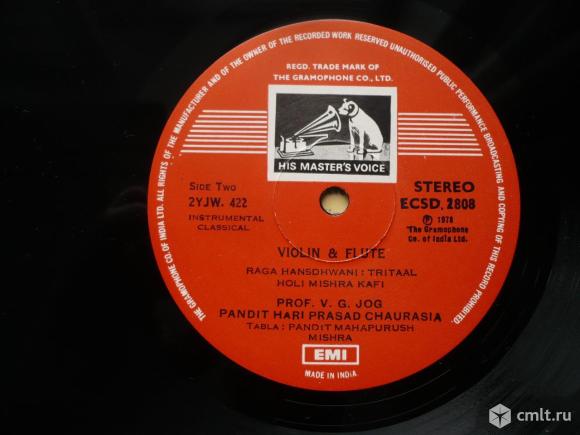 THE GRAMOPHONE CO. OF INDIA LTD. ALL RIGHTS OF THE MANUFACTURER AND OF THE OWNER OF THE RECORDED WORK RESERVED UNAUTHORISED PUBLIC PERFORMANCE BROADCASTING AND COPYING OF THIS RECORD PROHIBITED.
REGD. TRADE MARK OF
THE GRAMOPHONE CO., LTD.
HIS MASTER'S VOICE
SIDE TWO
2YJW. 422
INSTRUMENTAL
CLASSICAL
STEREO
ECSD. 2808
℗ 1978
The Gramophone
Co. of India Ltd.
VIOLIN & FLUTE
RAGA HANSDHWANI : TRITAAL
HOLI MISHRA KAFI
PROF. V. G. JOG
PANDIT HARI PRASAD CHAURASIA
TABLA : PANDIT MAHAPURUSH
MISHRA
EMI
MADE IN INDIA.
cmlt.ru